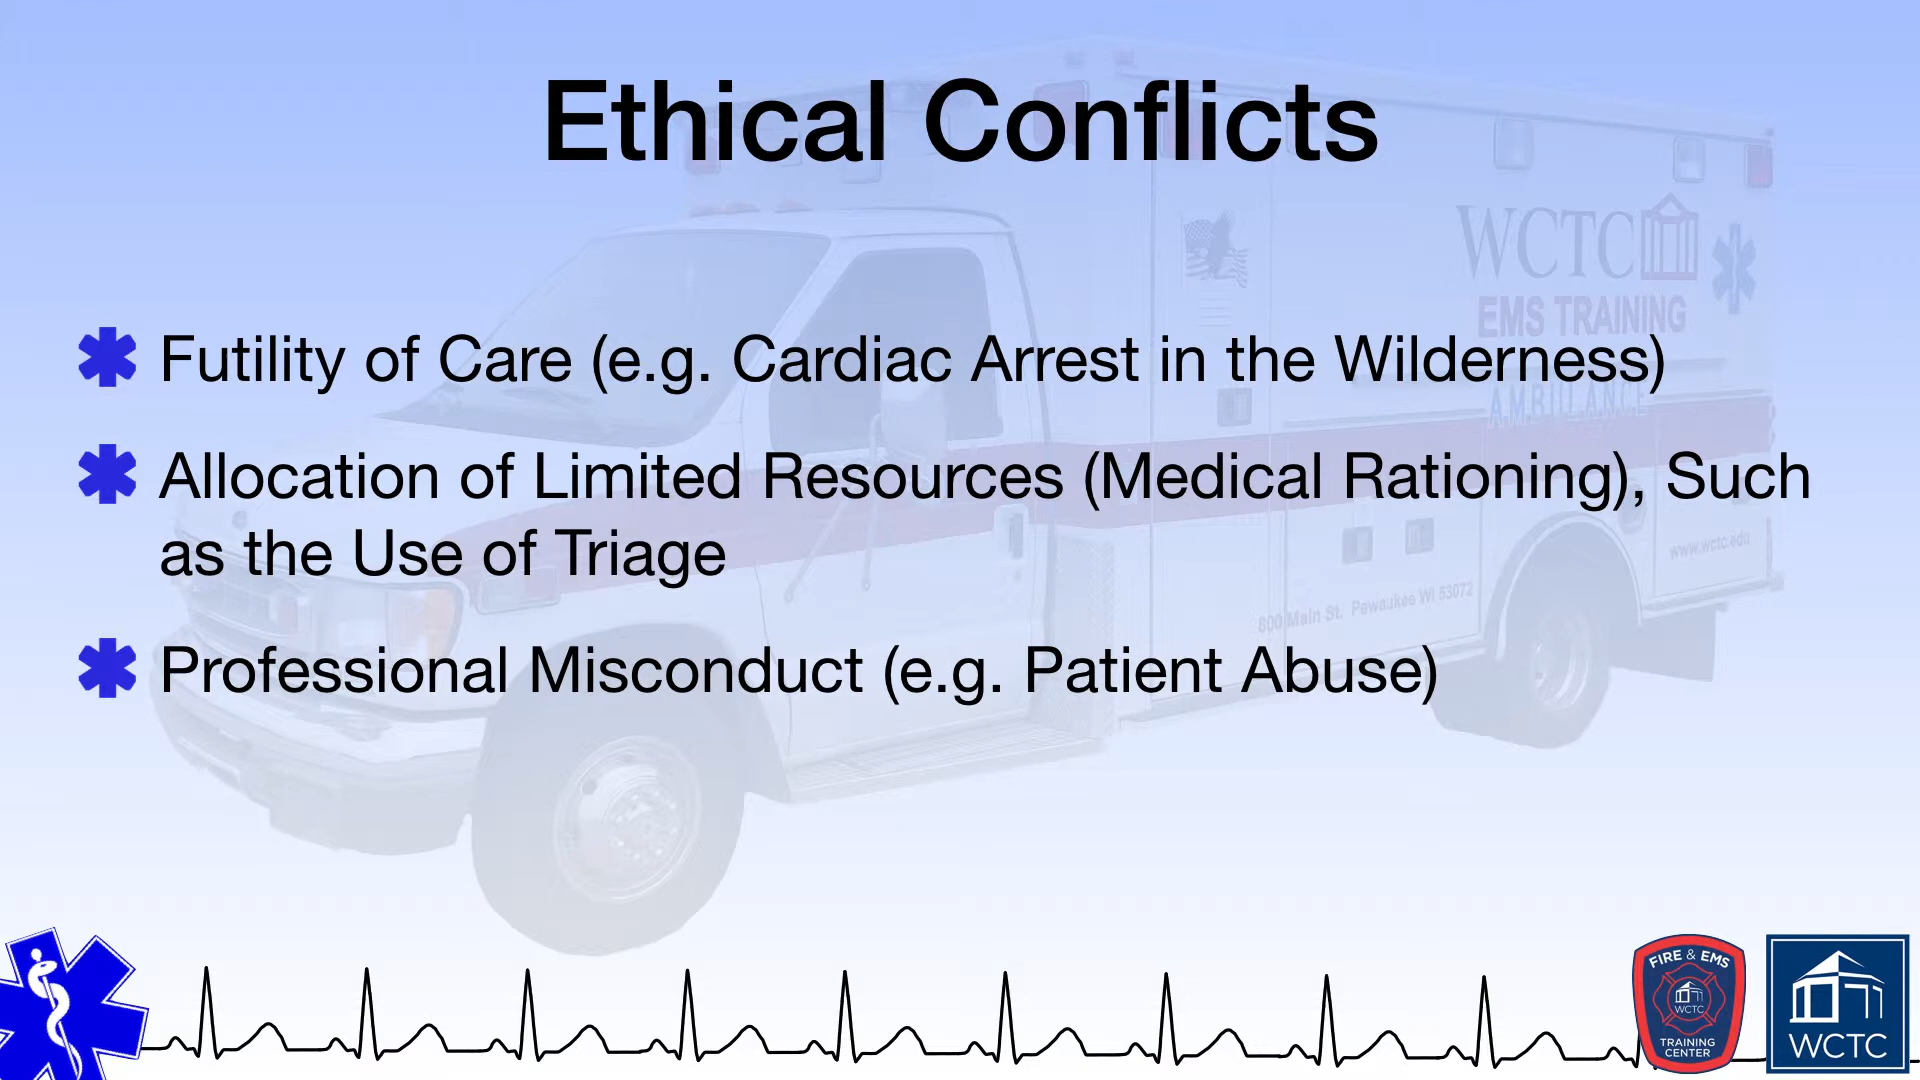 Ethical Conflicts
WCTC
EMS TRAINING
Futility of Care (e.g. Cardiac Arrest in the Wilderness)
AMBULANCE
Allocation of Limited Resources (Medical Rationing), Such
as the Use of Triage
www.wctc.edu
800 Main St. Pewaukee WI 53072
Professional Misconduct (e.g. Patient Abuse)
FIRE & EMS
WCTC
TRAINING
CENTER
WCTC